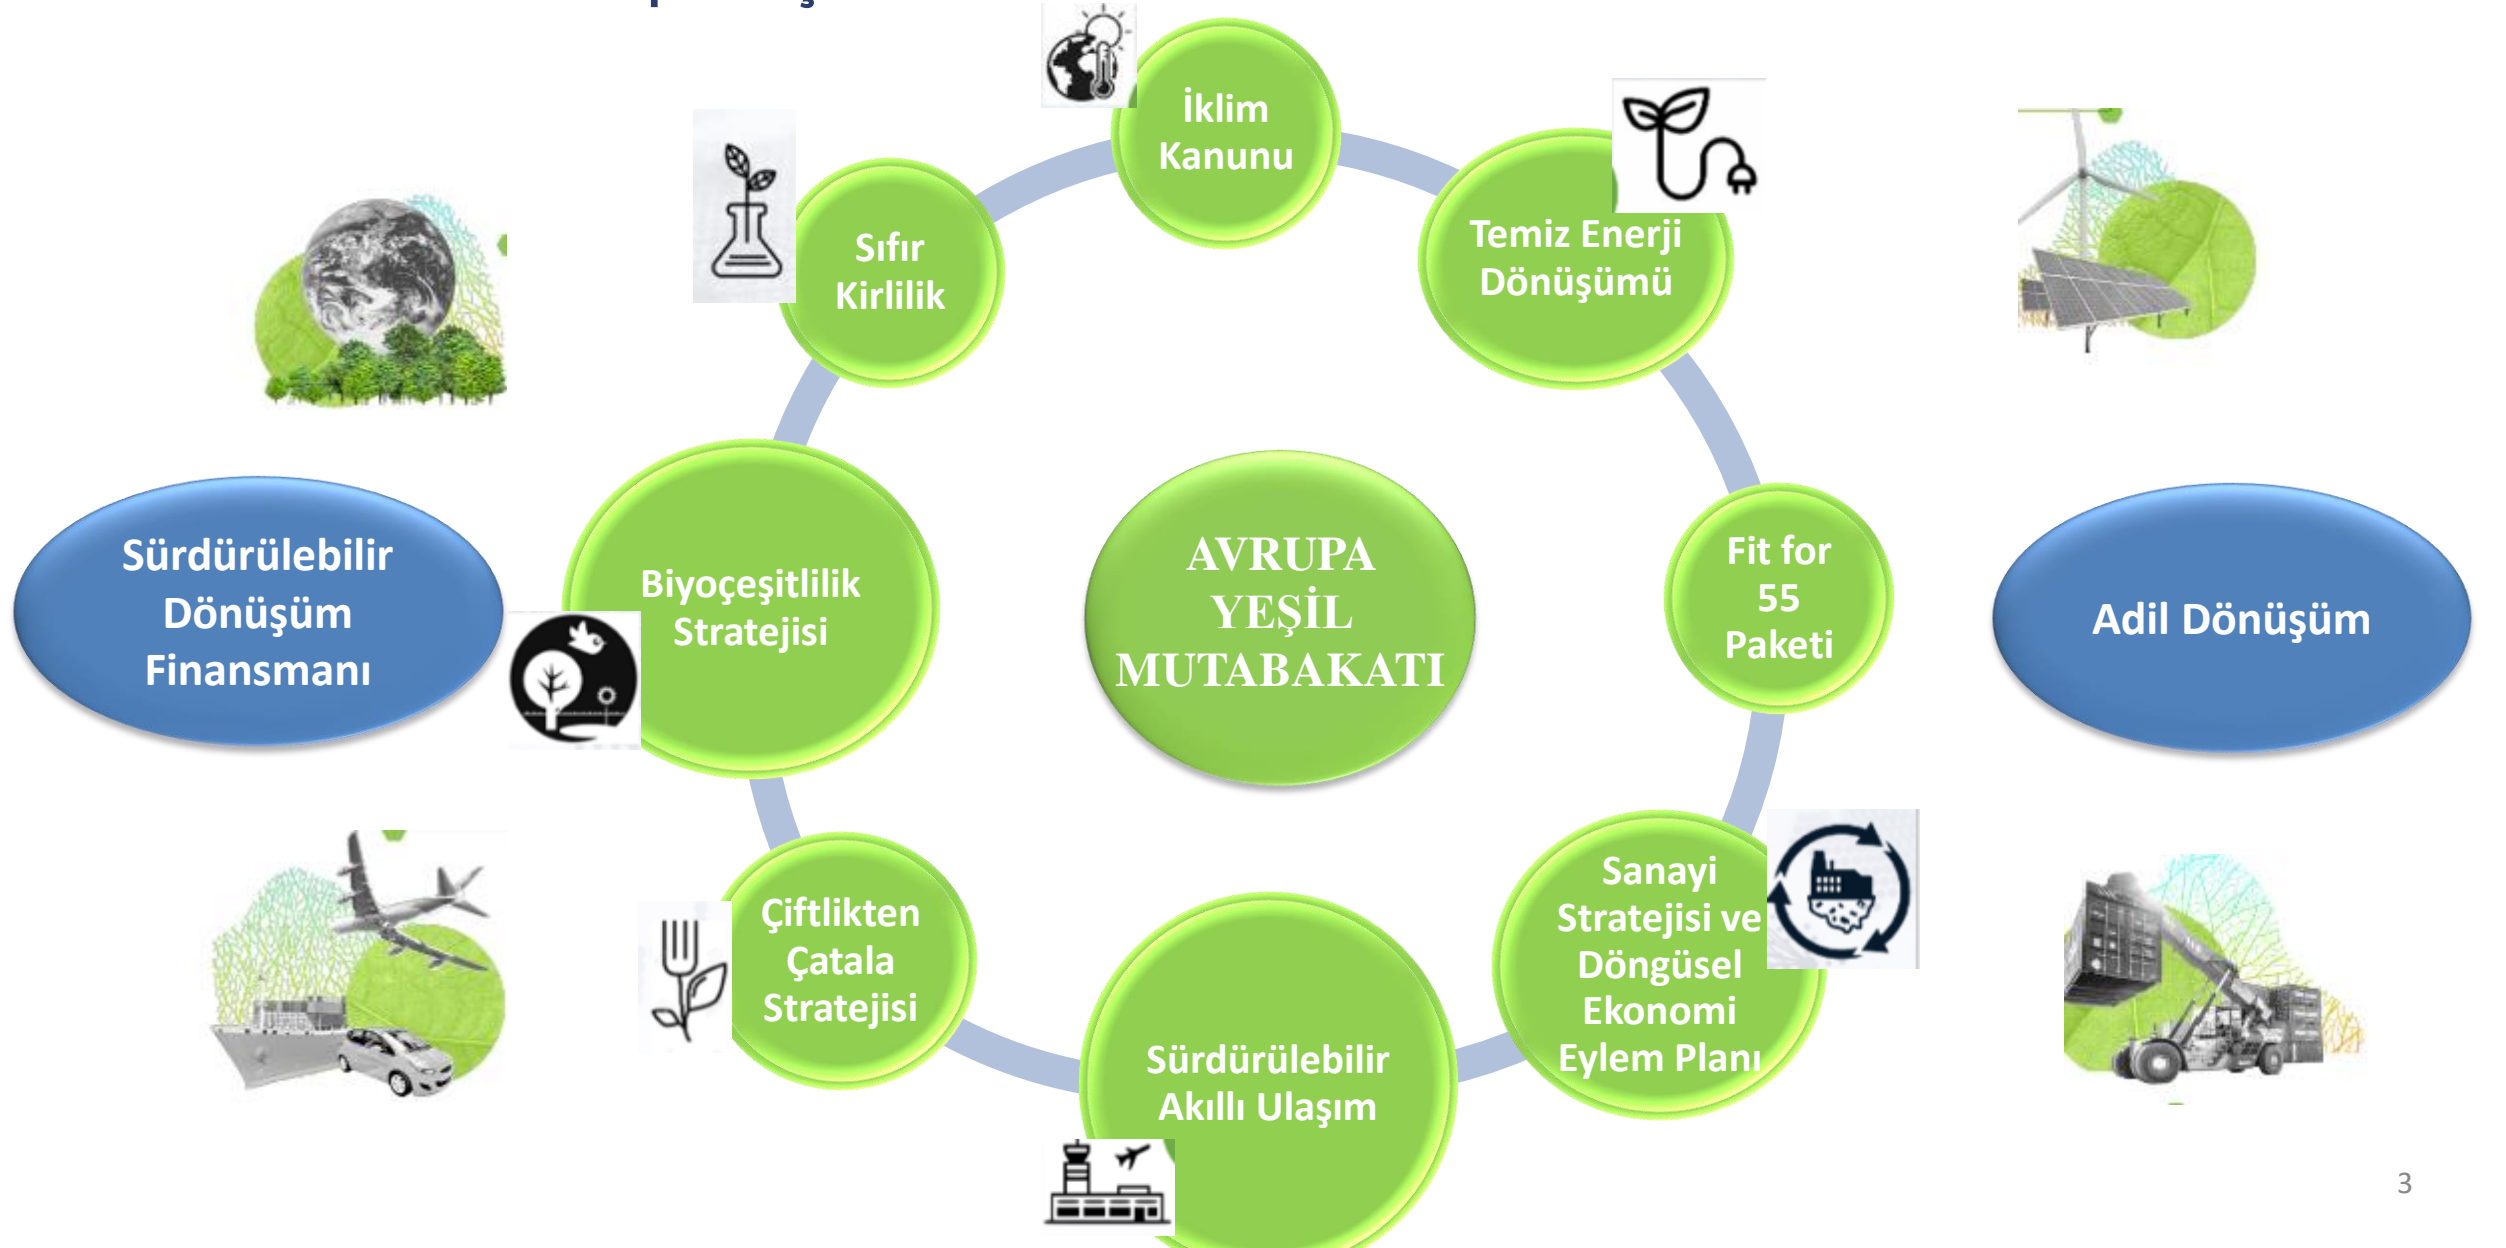 İklim
Kanunu
Temiz Enerji
Dönüşümü
Sıfır
Kirlilik
Fit for
55
Paketi
AVRUPA
YEŞİL
MUTABAKATI
Biyoçeşitlilik
Stratejisi
Sürdürülebilir
Dönüşüm
Finansmanı
Adil Dönüşüm
Sanayi
Stratejisi ve
Döngüsel
Ekonomi
Eylem Planı
Çiftlikten
Çatala
Stratejisi
Sürdürülebilir
Akıllı Ulaşım
3